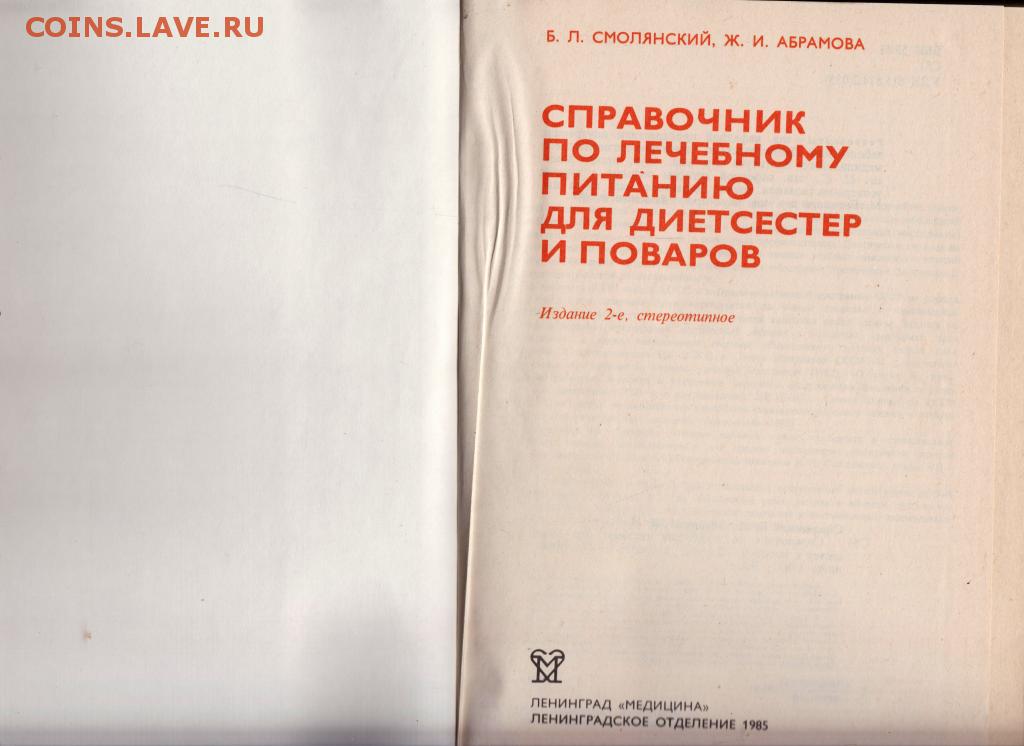 COINS.LAVE.RU
Б. Л. СМОЛЯНСКИЙ, Ж. И. АБРАМОВА
СПРАВОЧНИК
ПО ЛЕЧЕБНОМУ
ПИТАНИЮ
ДЛЯ ДИЕТСЕСТЕР
И ПОВАРОВ
Издание 2-е, стереотипное
ЛЕНИНГРАД «МЕДИЦИНА»
ЛЕНИНГРАДСКОЕ ОТДЕЛЕНИЕ 1985